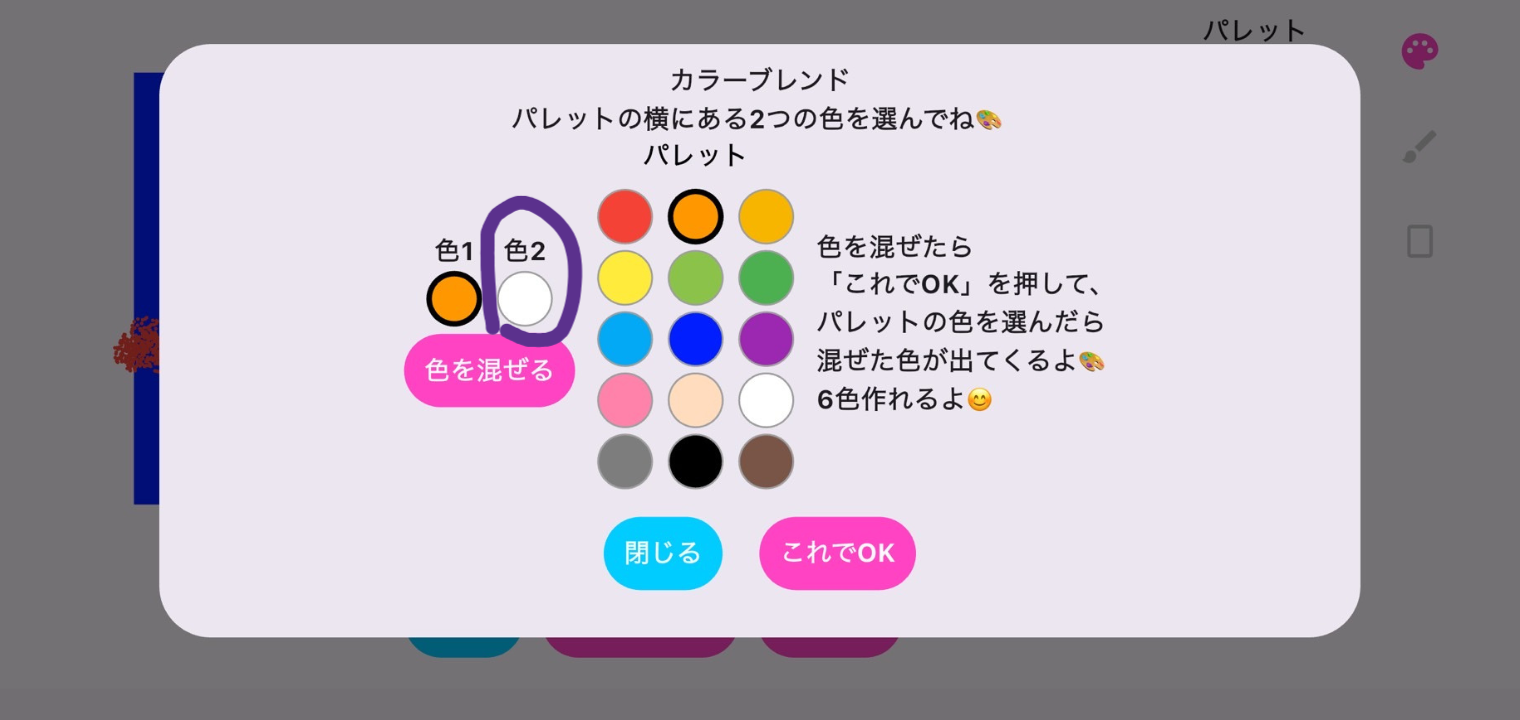 パレット
カラーブレンド
パレットの横にある2つの色を選んでね🎨
パレット
色1
色2
色を混ぜる
色を混ぜたら
「これでOK」を押して、
パレットの色を選んだら
混ぜた色が出てくるよ🎨
6色作れるよ😊
閉じる
これでOK